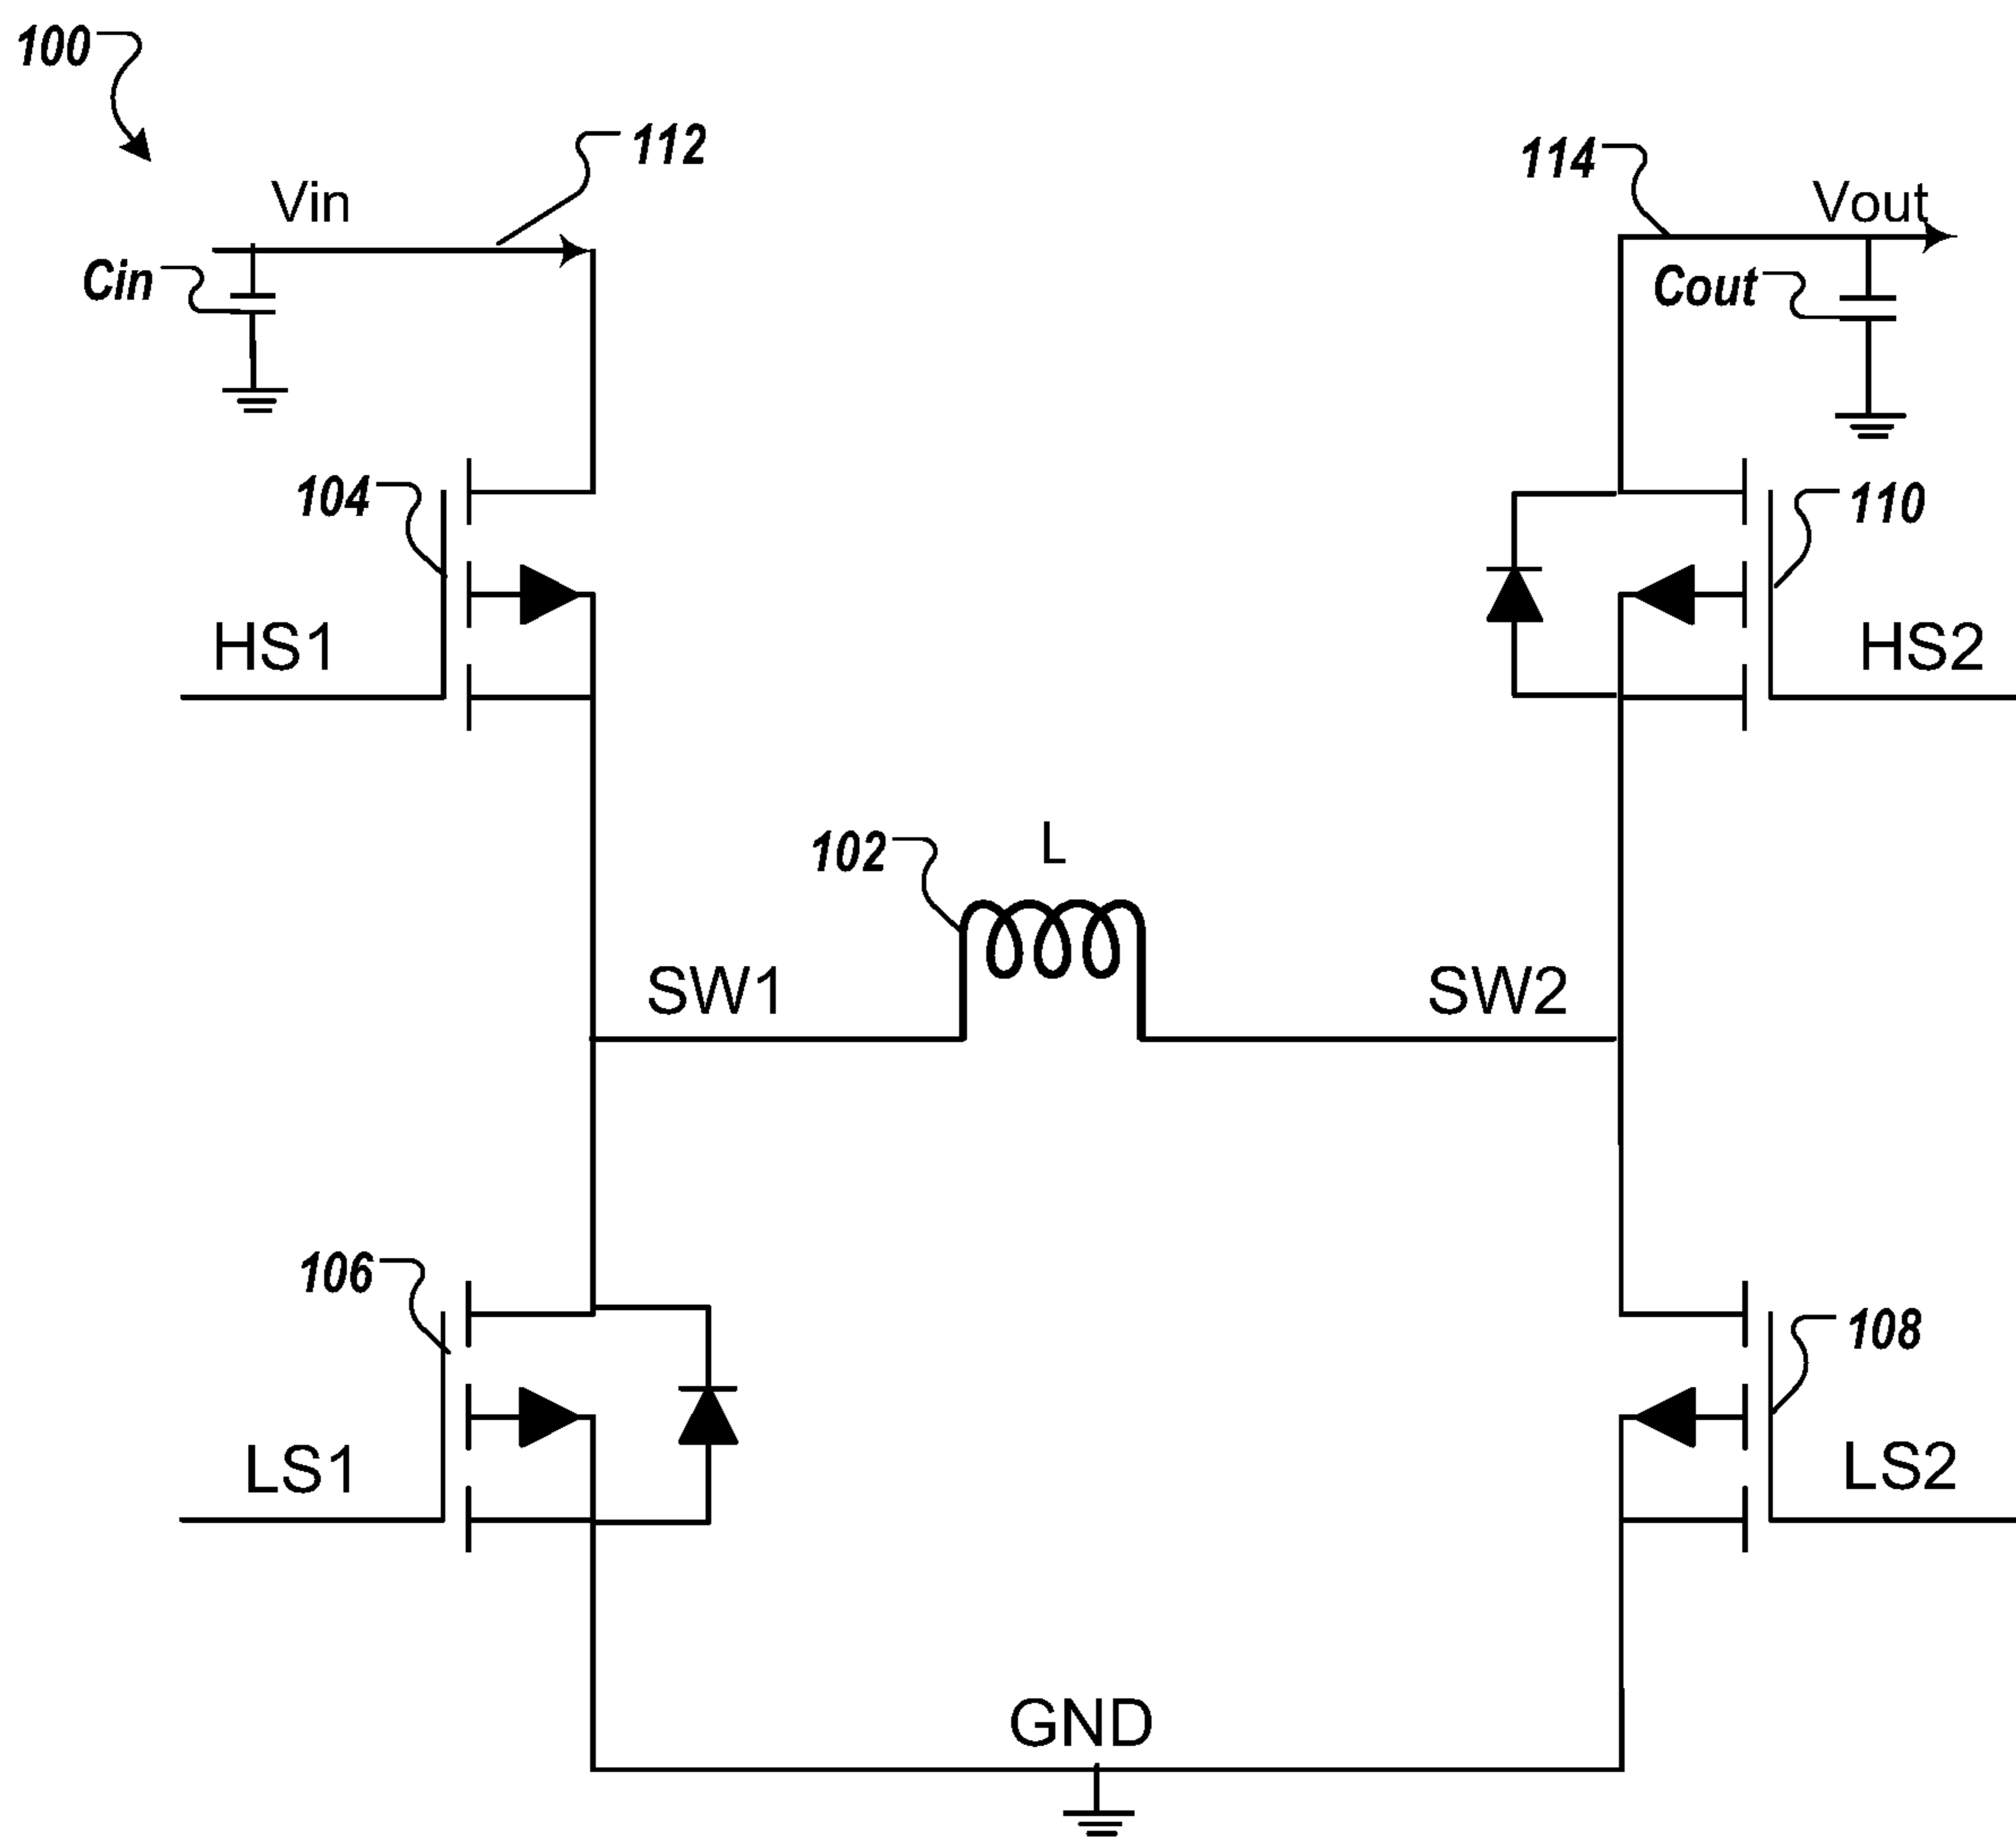 100
112
114
Vin
Vout
Cin
Cout
104
110
HS1
HS2
102
L
SW1
SW2
106
108
LS1
LS2
GND